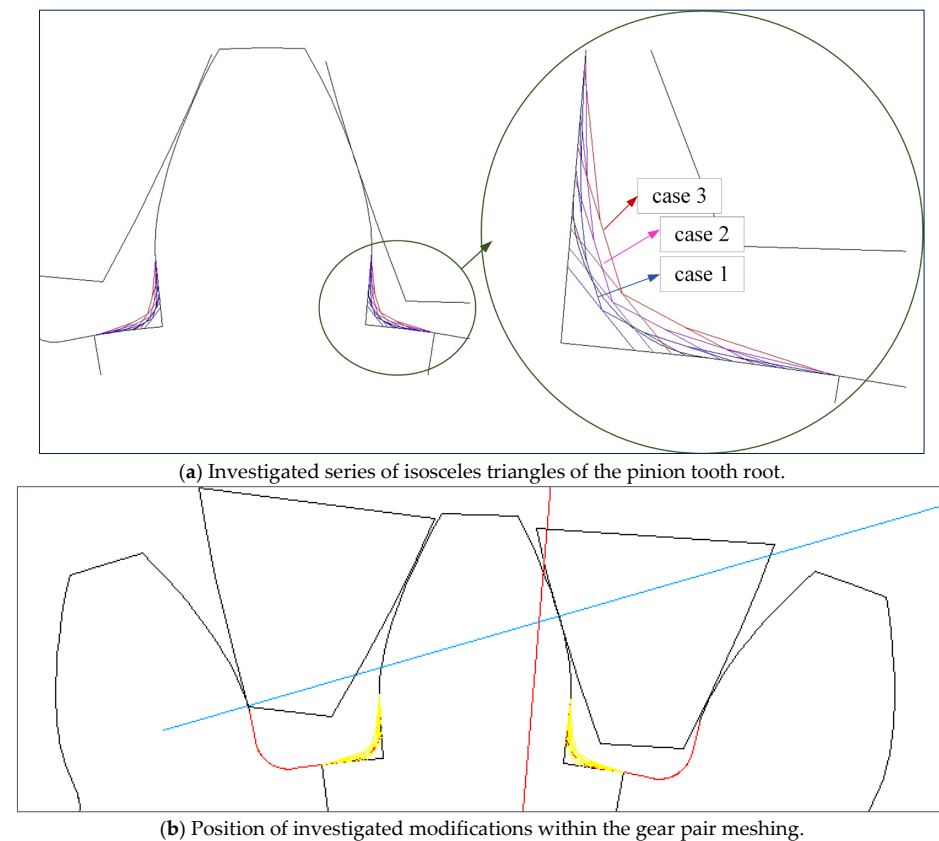 case 3
case 2
case 1
(a) Investigated series of isosceles triangles of the pinion tooth root.
(b) Position of investigated modifications within the gear pair meshing.